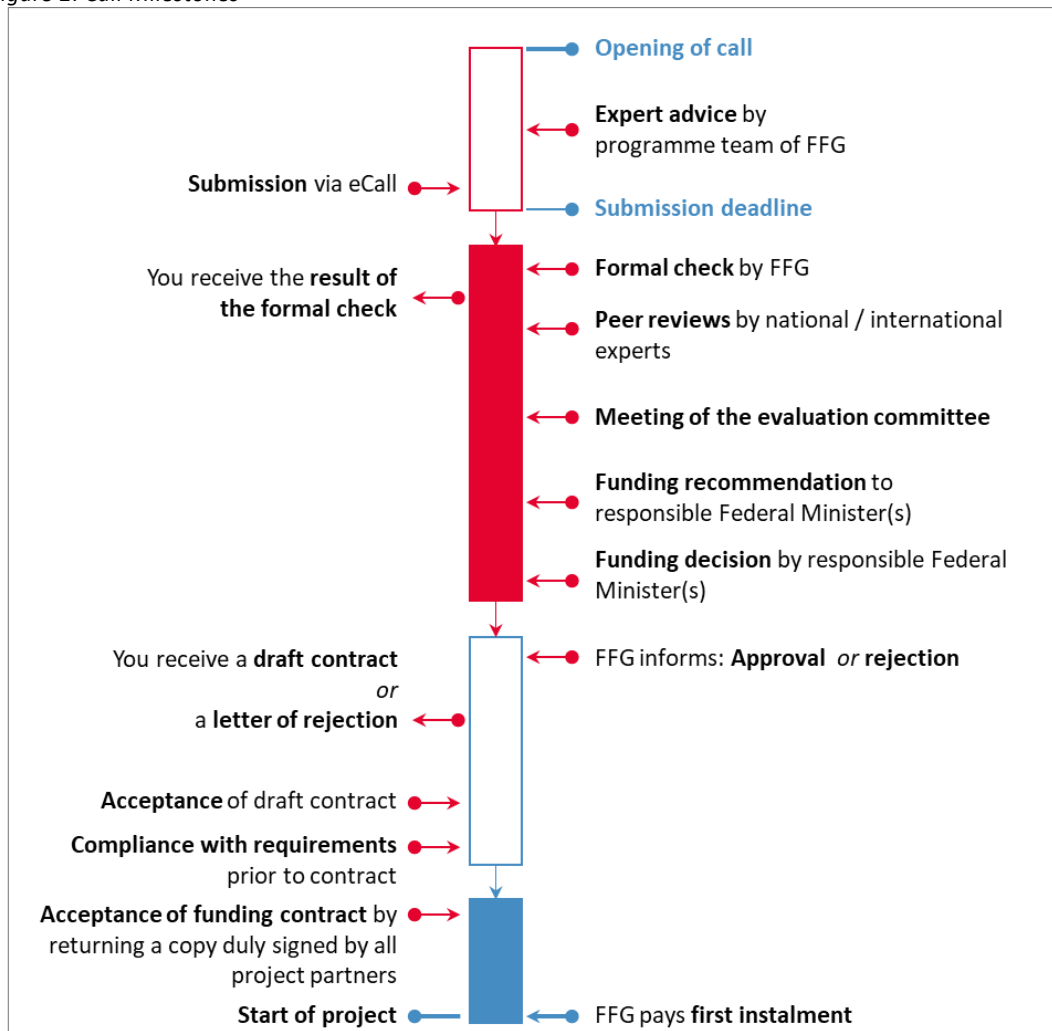 Opening of call
Expert advice by
programme team of FFG
Submission via eCall
Submission deadline
Formal check by FFG
You receive the result of
the formal check
Peer reviews by national / international
experts
Meeting of the evaluation committee
Funding recommendation to
responsible Federal Minister(s)
Funding decision by responsible Federal
Minister(s)
FFG informs: Approval or rejection
You receive a draft contract
or
a letter of rejection
Acceptance of draft contract
Compliance with requirements
prior to contract
Acceptance of funding contract by
returning a copy duly signed by all
project partners
Start of project
FFG pays first instalment